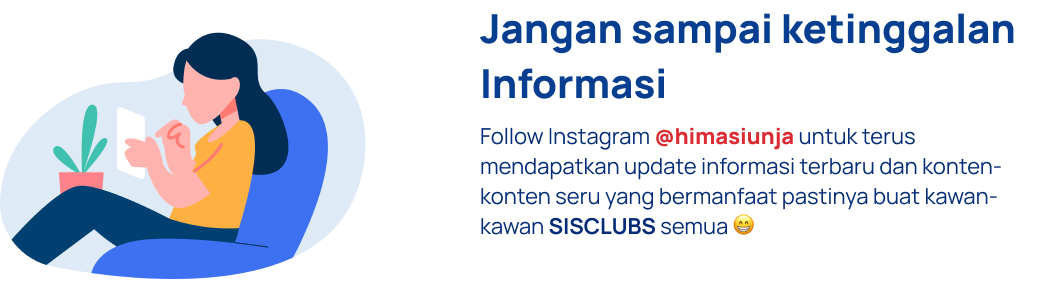 Jangan sampai ketinggalan
Informasi
Follow Instagram @himasiunja untuk terus
mendapatkan update informasi terbaru dan konten-
konten seru yang bermanfaat pastinya buat kawan-
kawan SISCLUBS semua 😁